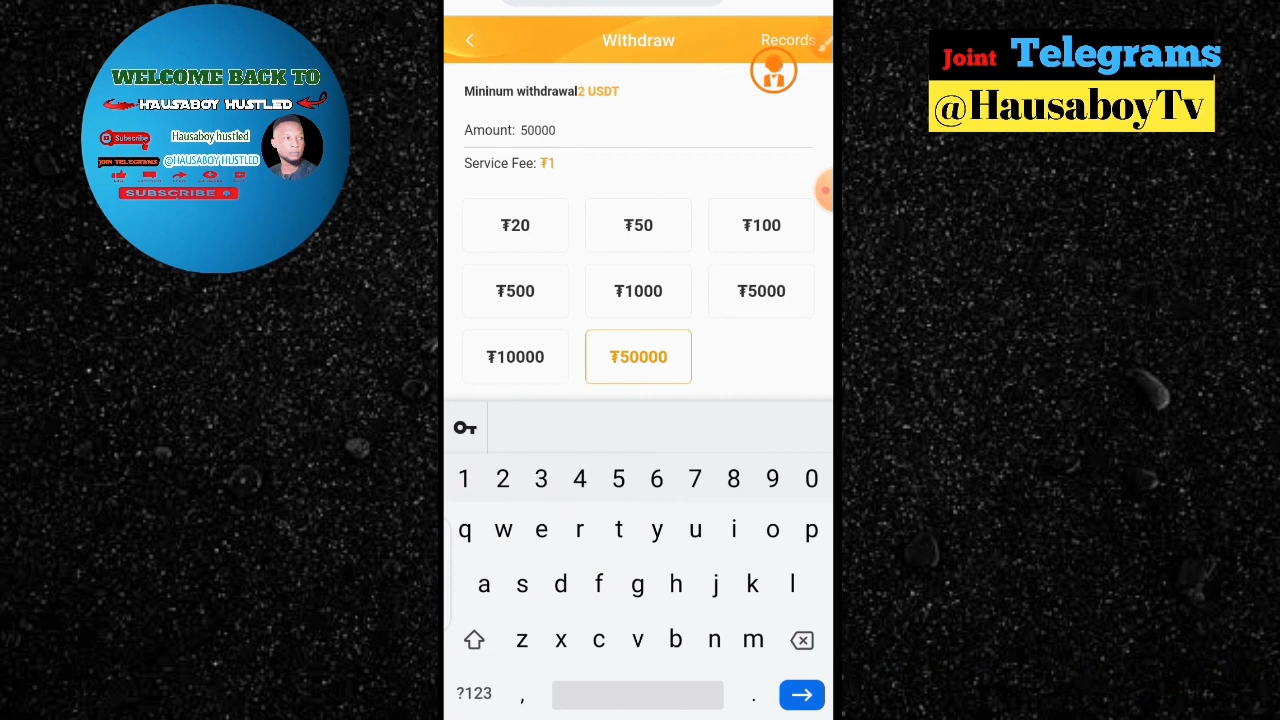 WELCOME BACK TO
HAUSABOY HUSTLED
Subscribe
Hausaboy hustled
JOIN TELEGRAMS
@HAUSABOY HUSTLED
SUBSCRIBE
Withdraw
Records
Mininum withdrawal2 USDT
Amount: 50000
Service Fee: ₮1
₮20 ₮50 ₮100
₮500 ₮1000 ₮5000
₮10000 ₮50000
1 2 3 4 5 6 7 8 9 0
q w e r t y u i o p
a s d f g h j k l
z x c v b n m
?123 , .
Joint Telegrams
@HausaboyTv